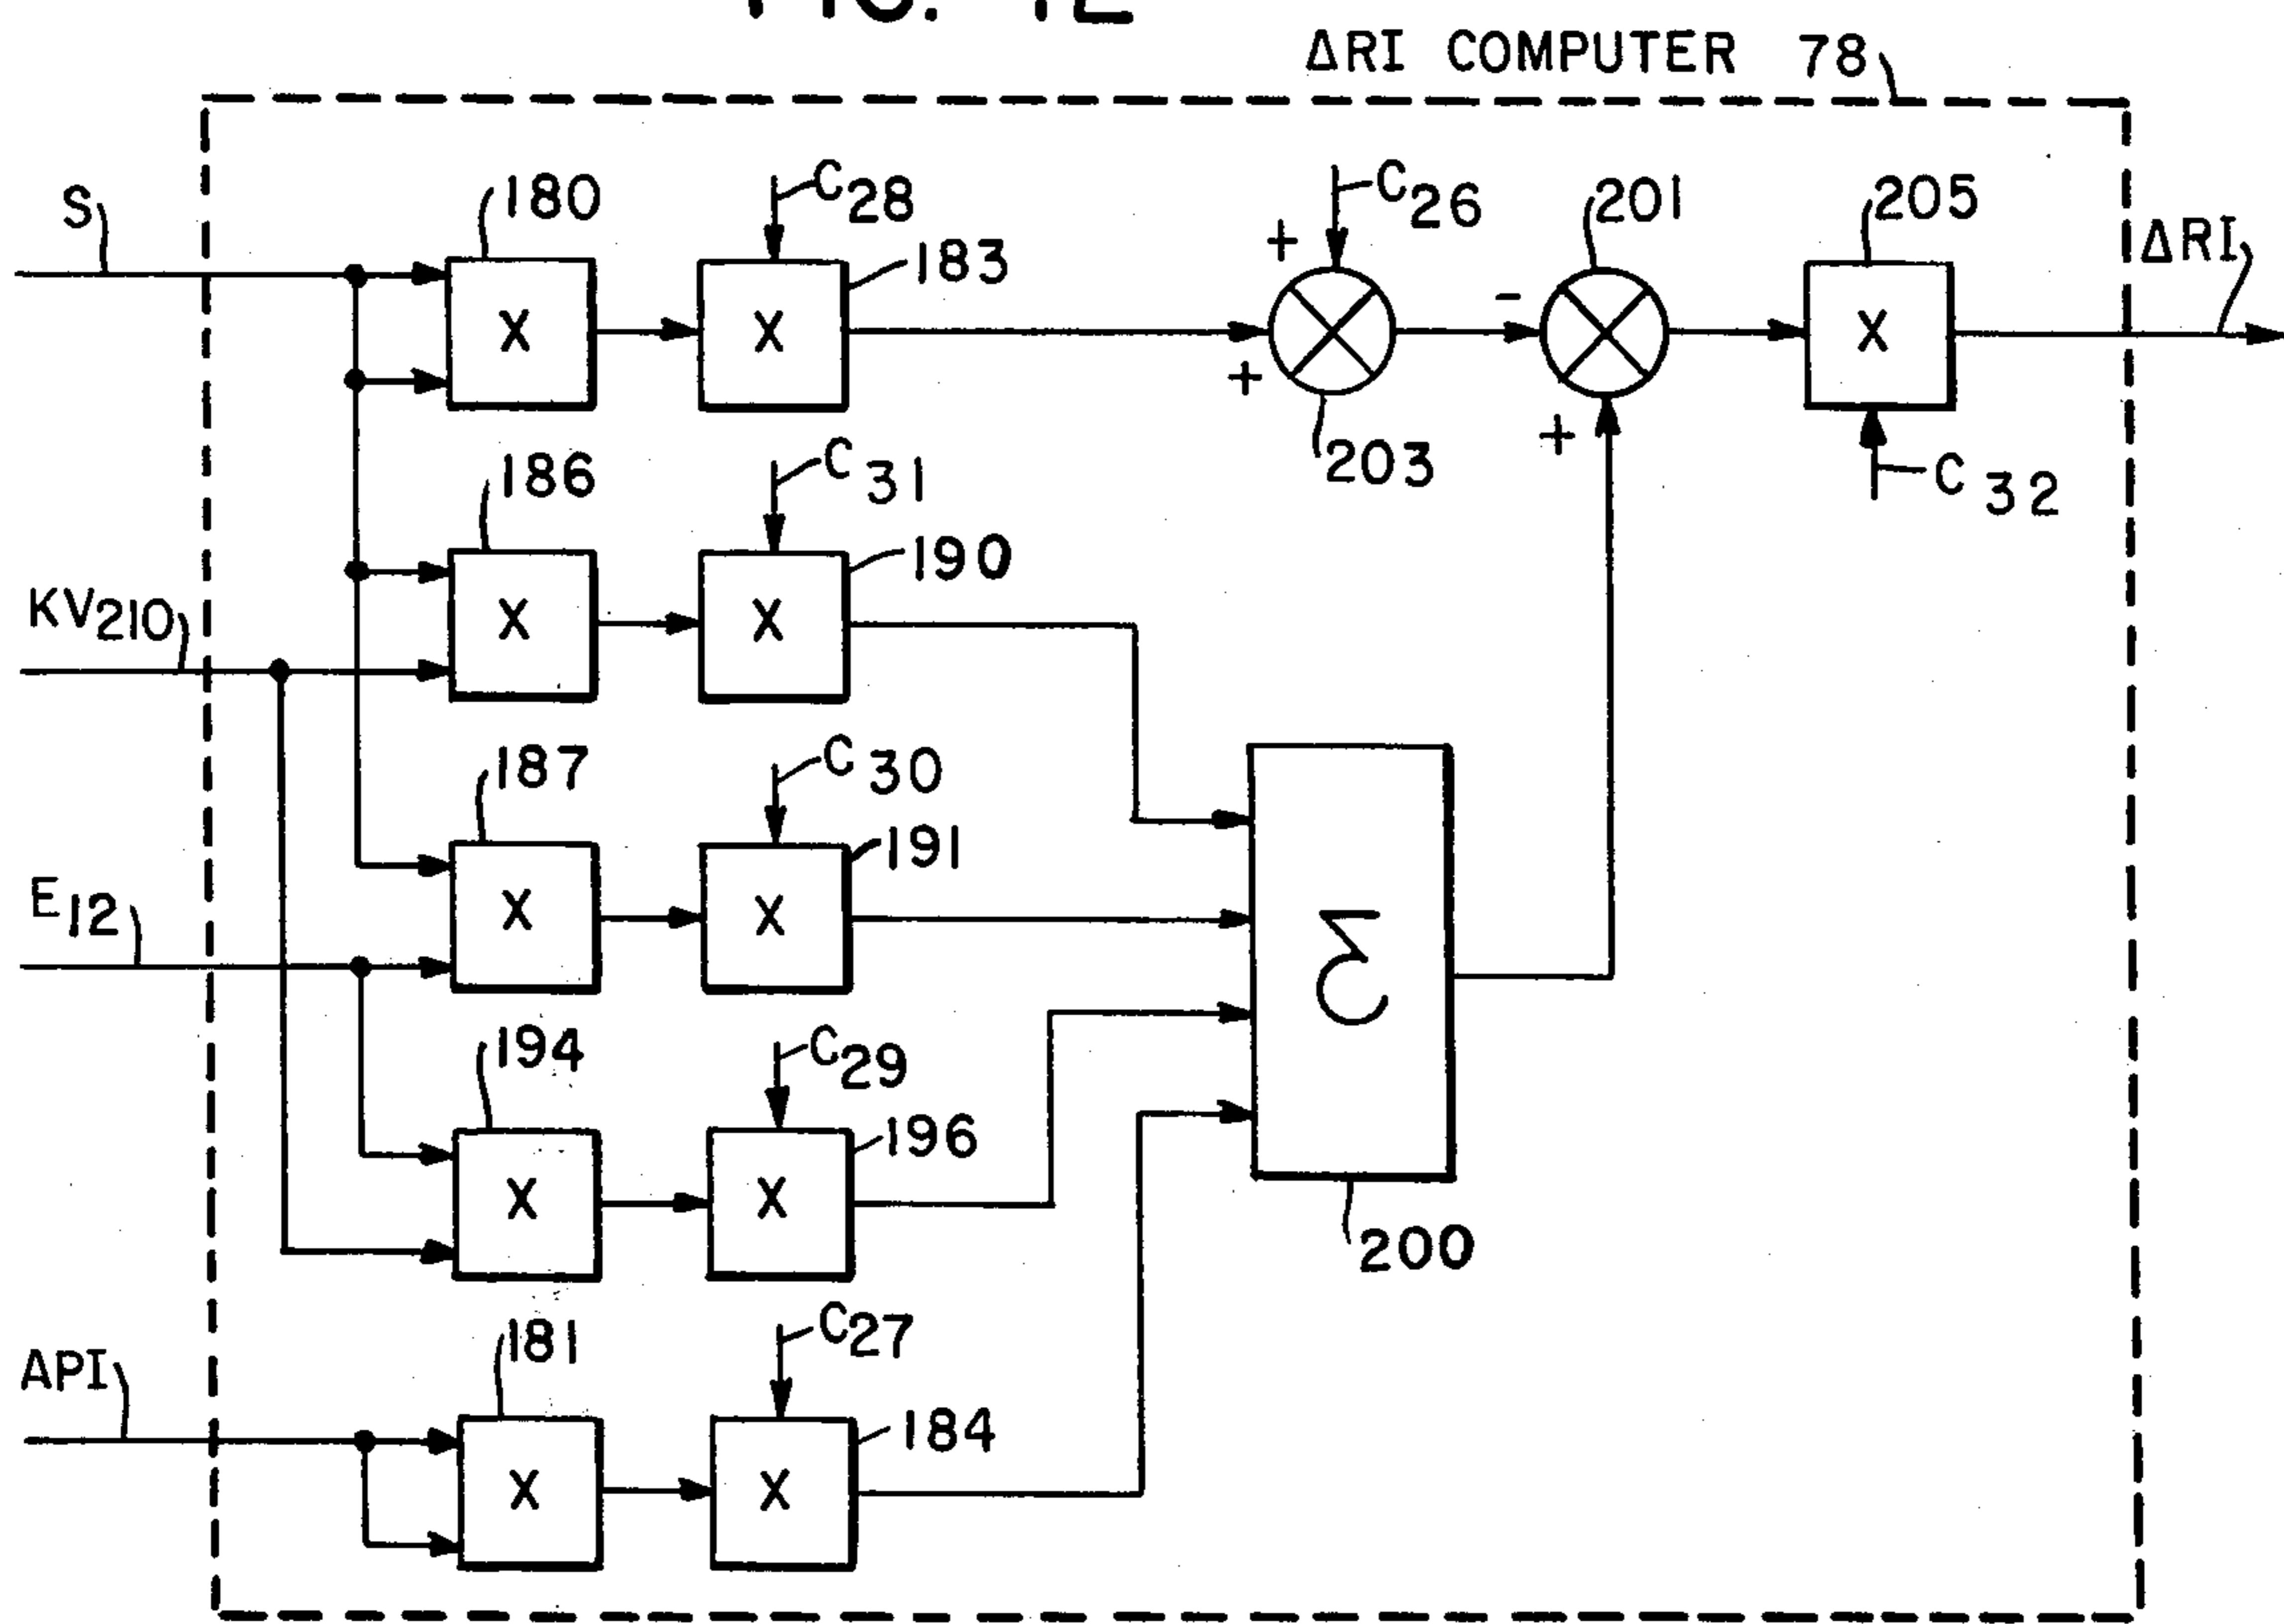 ΔRI COMPUTER 78
S
180
C28
183
C26
+
+
203
201
-
+
205
ΔRI
C32
X
X
X
KV210
186
C31
190
X
X
E12
187
C30
191
X
X
Σ
200
194
C29
196
X
X
API
181
C27
184
X
X